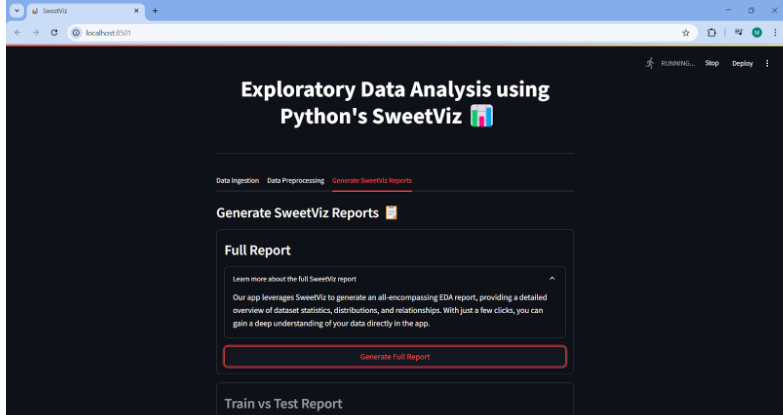 SweetViz
localhost:8501
RUNNING... Stop Deploy
Exploratory Data Analysis using
Python's SweetViz
Data Ingestion Data Preprocessing Generate SweetViz Reports
Generate SweetViz Reports
Full Report
Learn more about the full SweetViz report
Our app leverages SweetViz to generate an all-encompassing EDA report, providing a detailed
overview of dataset statistics, distributions, and relationships. With just a few clicks, you can
gain a deep understanding of your data directly in the app.
Generate Full Report
Train vs Test Report